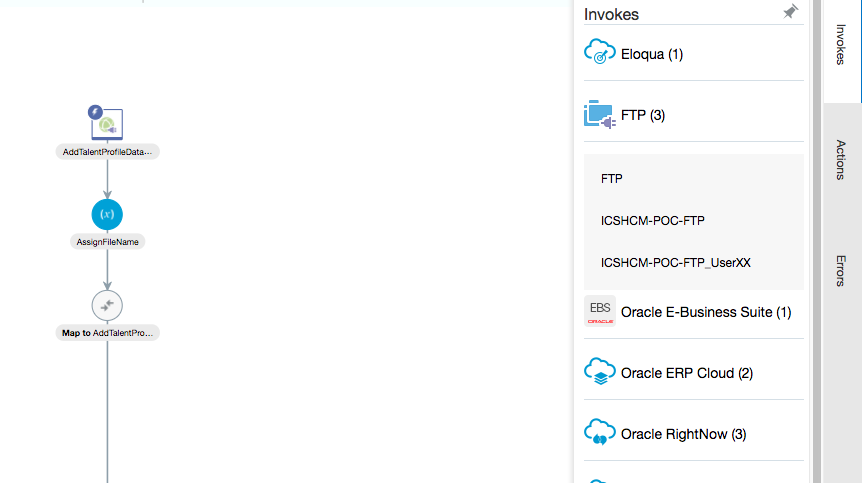 Invokes
Eloqua (1)
FTP (3)
FTP
ICSHCM-POC-FTP
ICSHCM-POC-FTP_UserXX
EBS
ORACLE
Oracle E-Business Suite (1)
Oracle ERP Cloud (2)
Oracle RightNow (3)
Invokes
Actions
Errors
AddTalentProfileData...
(x)
AssignFileName
Map to AddTalentPro...